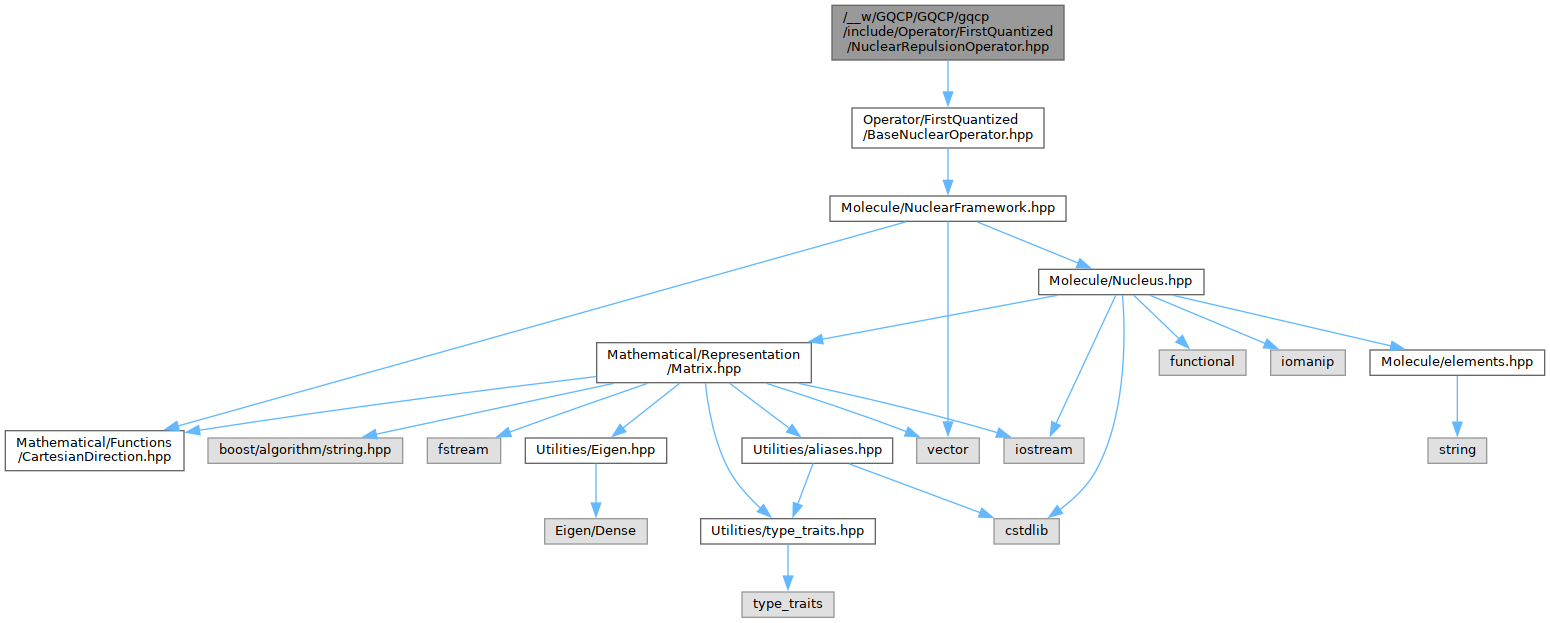 /__w/GQCP/GQCP/gqcp
/include/Operator/FirstQuantized
/NuclearRepulsionOperator.hpp
Operator/FirstQuantized
/BaseNuclearOperator.hpp
Molecule/NuclearFramework.hpp
Molecule/Nucleus.hpp
Mathematical/Representation
/Matrix.hpp
functional
iomanip
Molecule/elements.hpp
Mathematical/Functions
/CartesianDirection.hpp
boost/algorithm/string.hpp
fstream
Utilities/Eigen.hpp
Utilities/aliases.hpp
vector
iostream
string
Eigen/Dense
Utilities/type_traits.hpp
cstdlib
type_traits